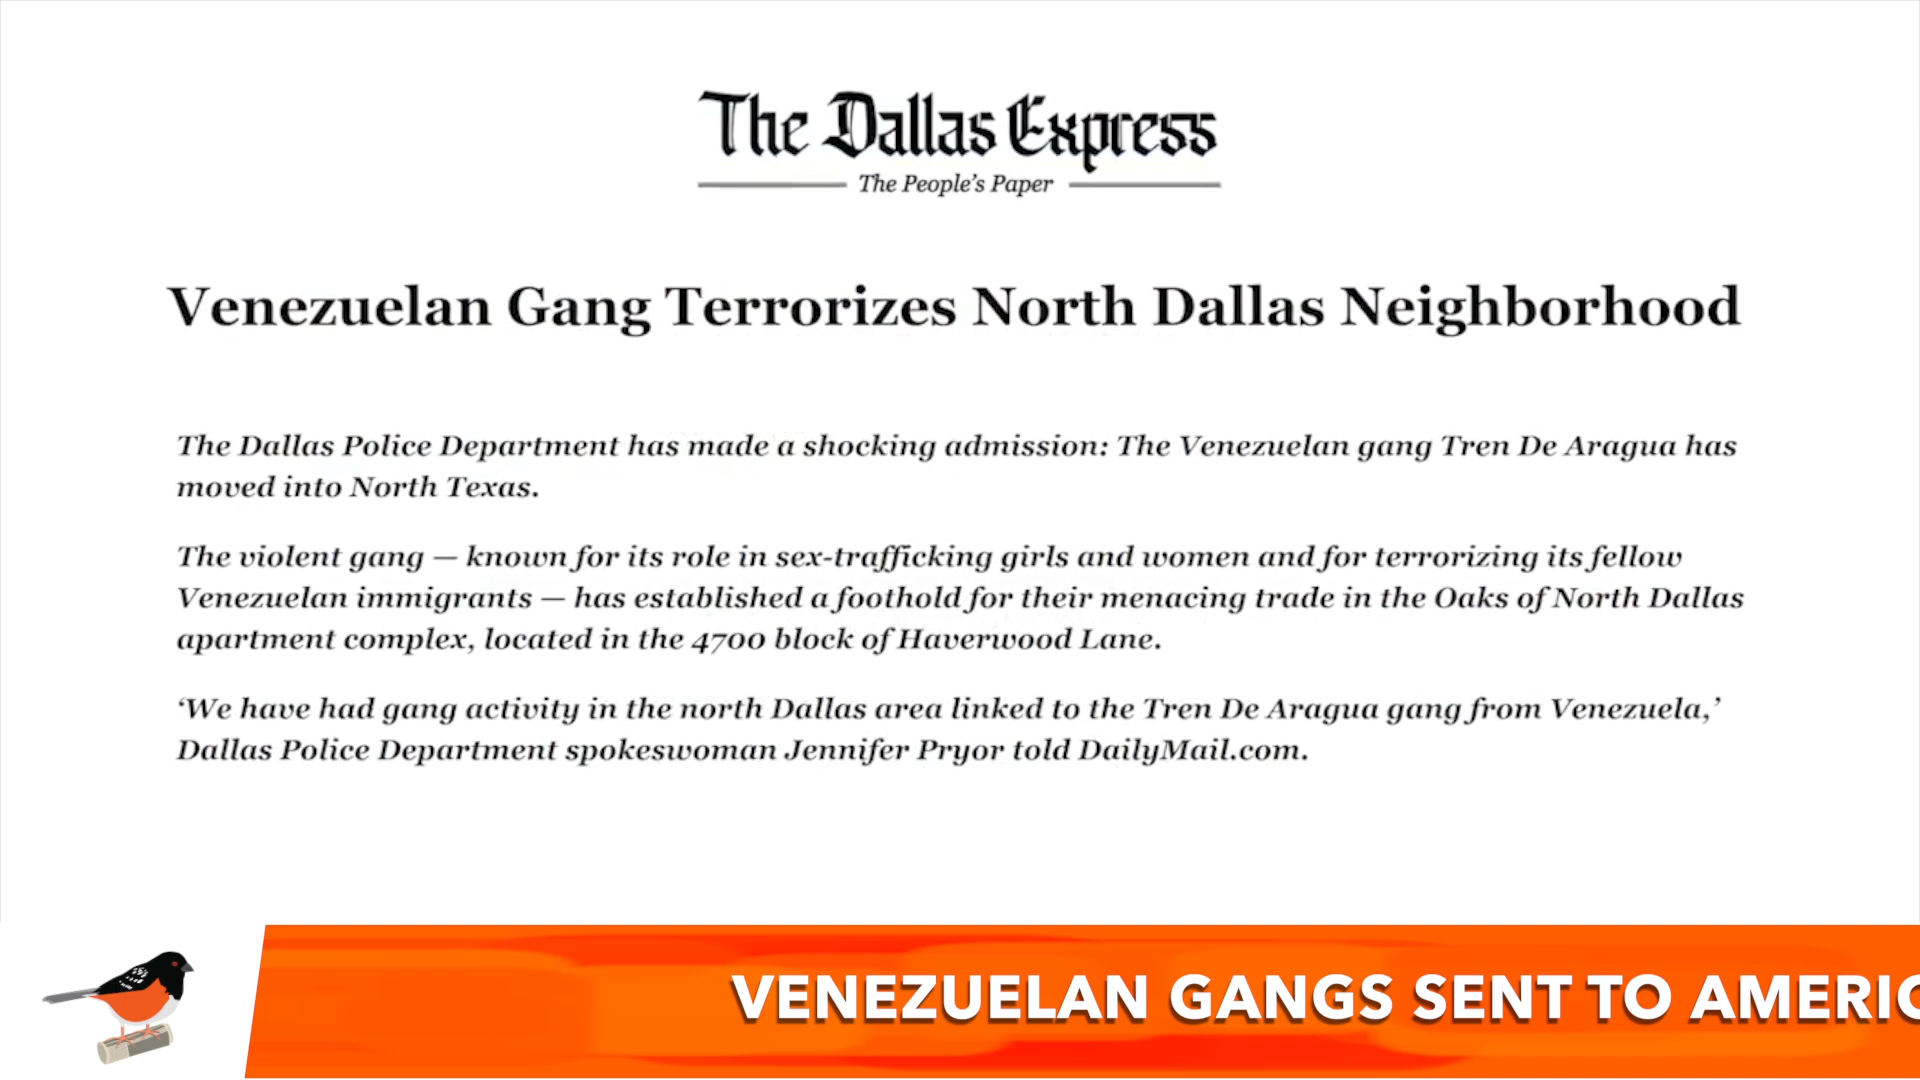 The Dallas Express
The People's Paper
Venezuelan Gang Terrorizes North Dallas Neighborhood
The Dallas Police Department has made a shocking admission: The Venezuelan gang Tren De Aragua has
moved into North Texas.
The violent gang — known for its role in sex-trafficking girls and women and for terrorizing its fellow
Venezuelan immigrants — has established a foothold for their menacing trade in the Oaks of North Dallas
apartment complex, located in the 4700 block of Haverwood Lane.
‘We have had gang activity in the north Dallas area linked to the Tren De Aragua gang from Venezuela,’
Dallas Police Department spokeswoman Jennifer Pryor told DailyMail.com.
VENEZUELAN GANGS SENT TO AMERIC